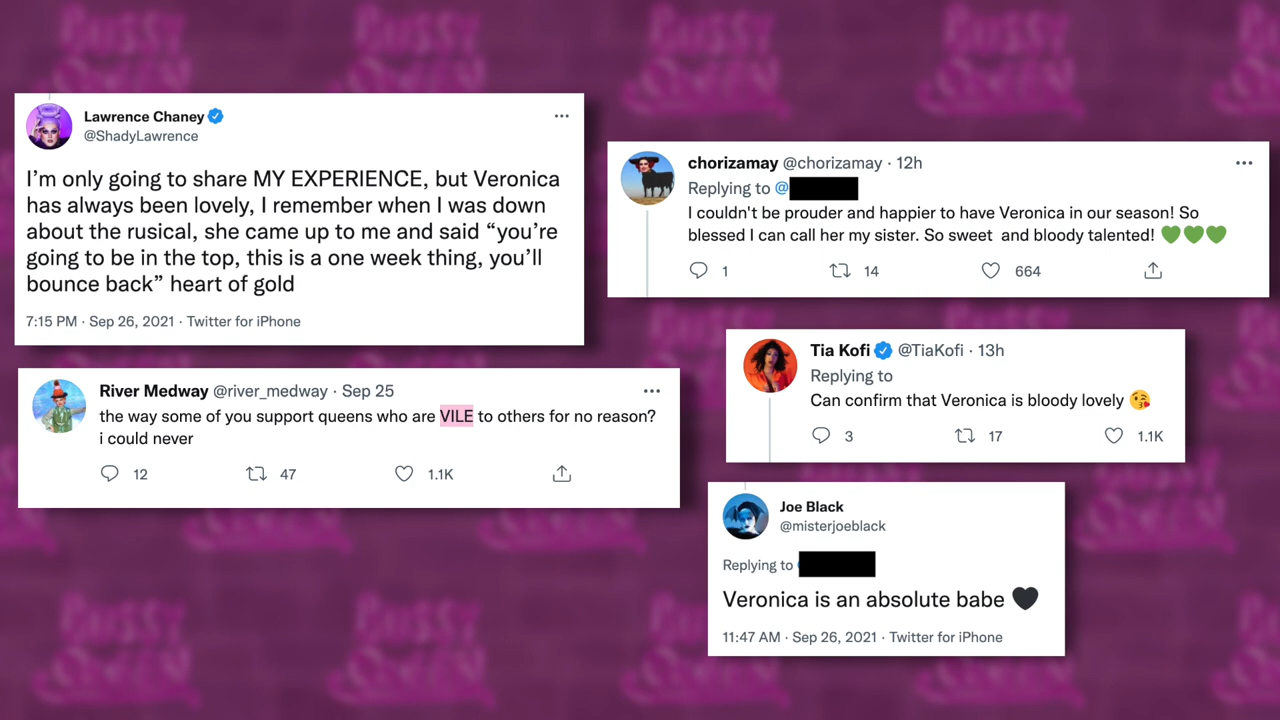 Lawrence Chaney
@ShadyLawrence
I'm only going to share MY EXPERIENCE, but Veronica
has always been lovely, I remember when I was down
about the rusical, she came up to me and said “you're
going to be in the top, this is a one week thing, you'll
bounce back” heart of gold
7:15 PM · Sep 26, 2021 · Twitter for iPhone
River Medway @river_medway · Sep 25
the way some of you support queens who are VILE to others for no reason?
i could never
12 47 1.1K
chorizamay @chorizamay · 12h
Replying to @
I couldn't be prouder and happier to have Veronica in our season! So
blessed I can call her my sister. So sweet and bloody talented! 💚💚💚
1 14 664
Tia Kofi @TiaKofi · 13h
Replying to
Can confirm that Veronica is bloody lovely 😘
3 17 1.1K
Joe Black
@misterjoeblack
Replying to
Veronica is an absolute babe 🖤
11:47 AM · Sep 26, 2021 · Twitter for iPhone